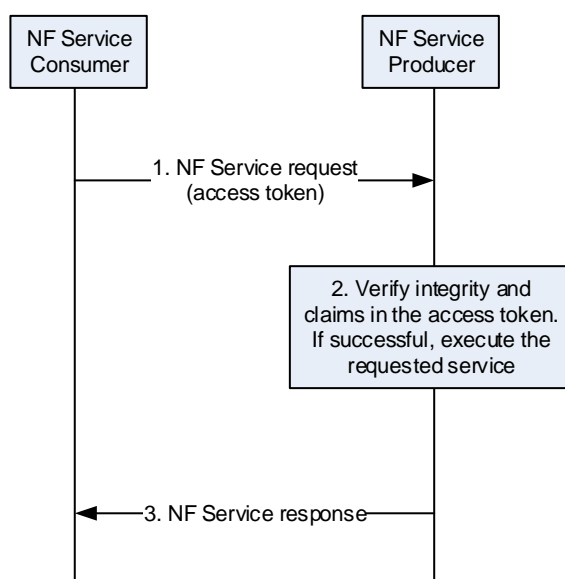 NF Service
Consumer
NF Service
Producer
1. NF Service request
(access token)
2. Verify integrity and
claims in the access token.
If successful, execute the
requested service
3. NF Service response